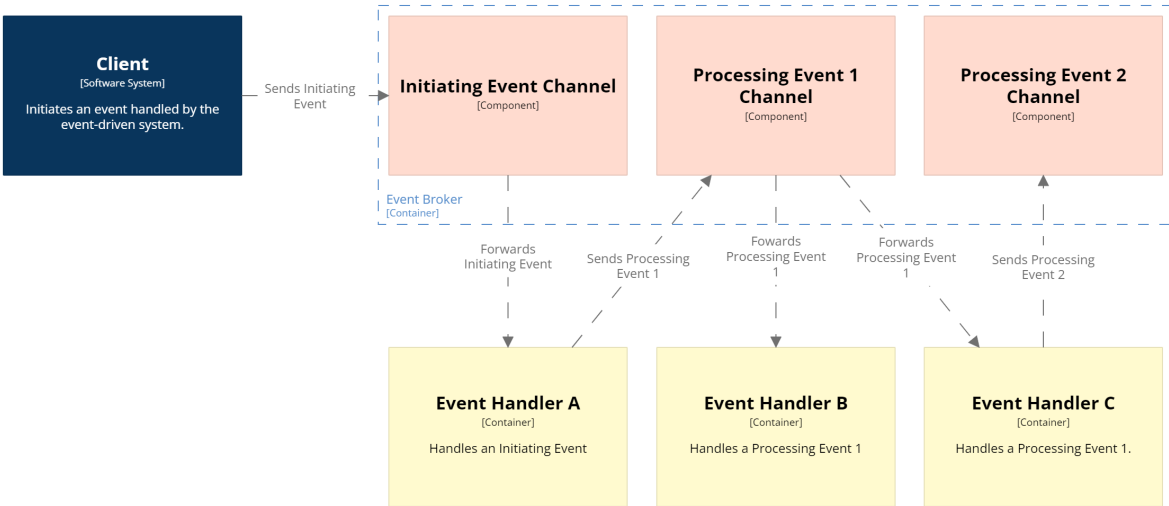 Client
[Software System]
Initiates an event handled by the
event-driven system.
Sends Initiating
Event
Initiating Event Channel
[Component]
Processing Event 1
Channel
[Component]
Processing Event 2
Channel
[Component]
Event Broker
[Container]
Forwards
Initiating Event
Sends Processing
Event 1
Fowards
Processing Event
1
Forwards
Processing Event
1
Sends Processing
Event 2
Event Handler A
[Container]
Handles an Initiating Event
Event Handler B
[Container]
Handles a Processing Event 1
Event Handler C
[Container]
Handles a Processing Event 1.